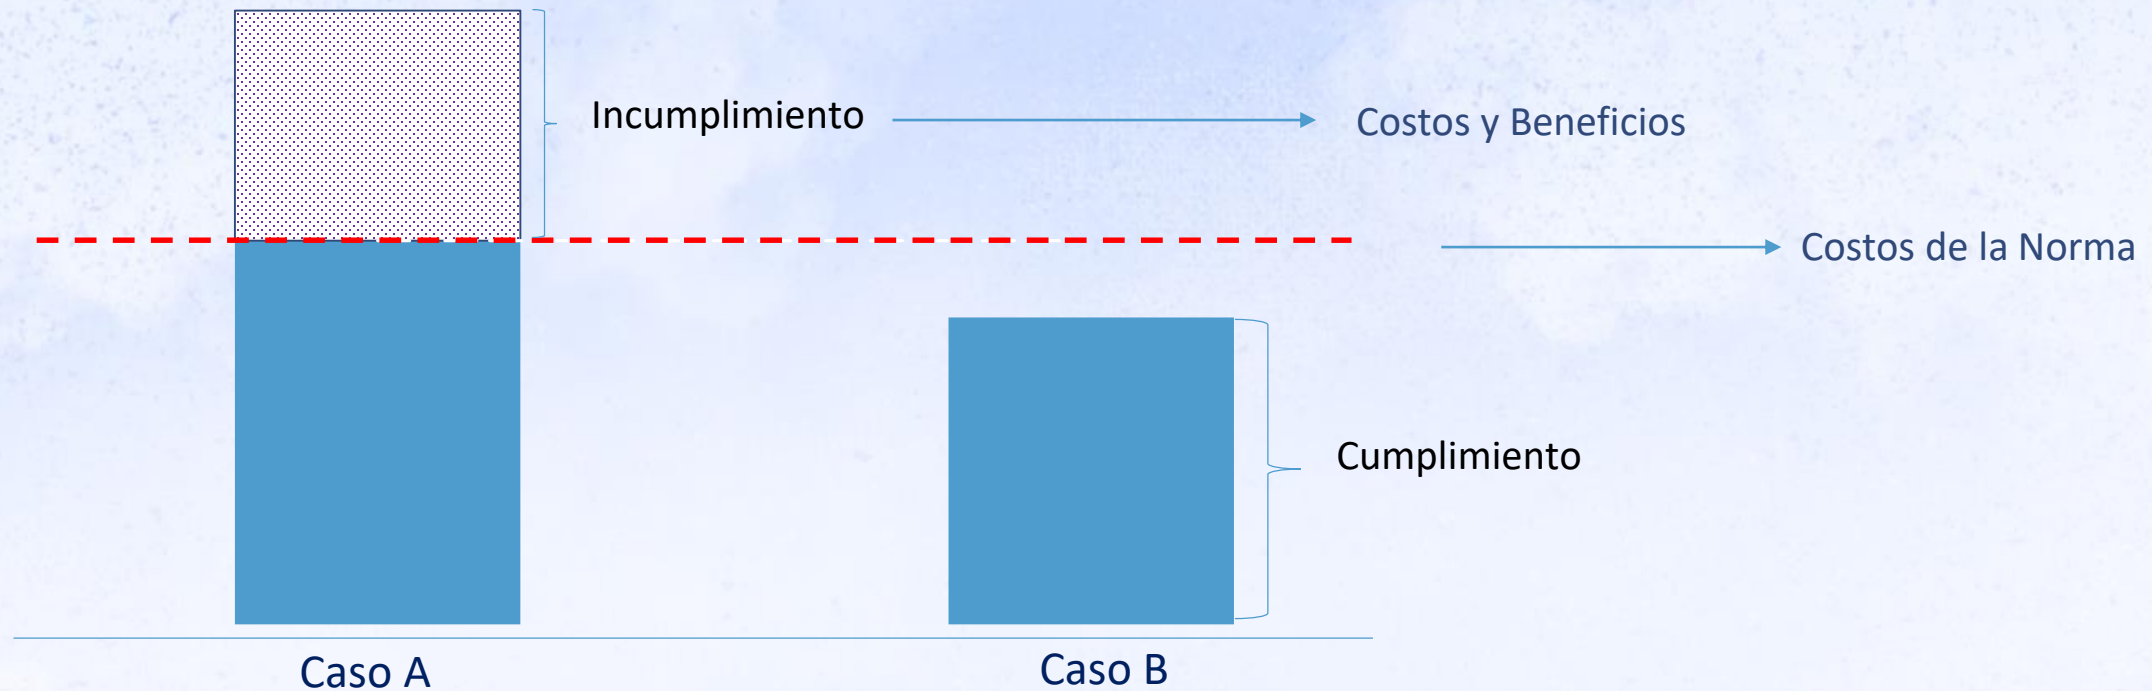 Incumplimiento
Costos y Beneficios
Costos de la Norma
Cumplimiento
Caso A
Caso B